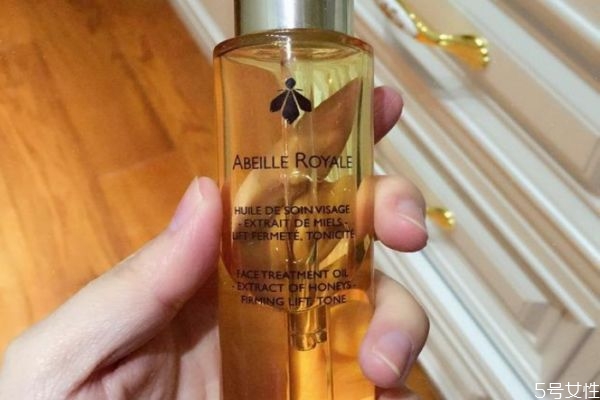 ABEILLE ROYALE
HUILE DE SOIN VISAGE
- EXTRAIT DE MIELS -
LIFT FERMETÉ, TONICITÉ
FACE TREATMENT OIL
- EXTRACT OF HONEYS -
FIRMING LIFT, TONE
5号女性